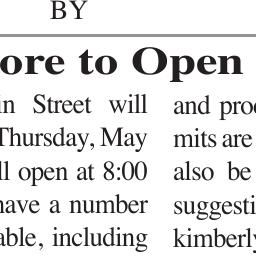 BY
ore to Open
in Street will
Thursday, May
ll open at 8:00
have a number
able, including
and prod
mits are
also be
suggesti
kimberly